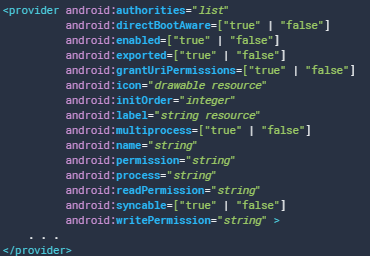 <provider android:authorities="list"
android:directBootAware=["true" | "false"]
android:enabled=["true" | "false"]
android:exported=["true" | "false"]
android:grantUriPermissions=["true" | "false"]
android:icon="drawable resource"
android:initOrder="integer"
android:label="string resource"
android:multiprocess=["true" | "false"]
android:name="string"
android:permission="string"
android:process="string"
android:readPermission="string"
android:syncable=["true" | "false"]
android:writePermission="string" >
. . .
</provider>